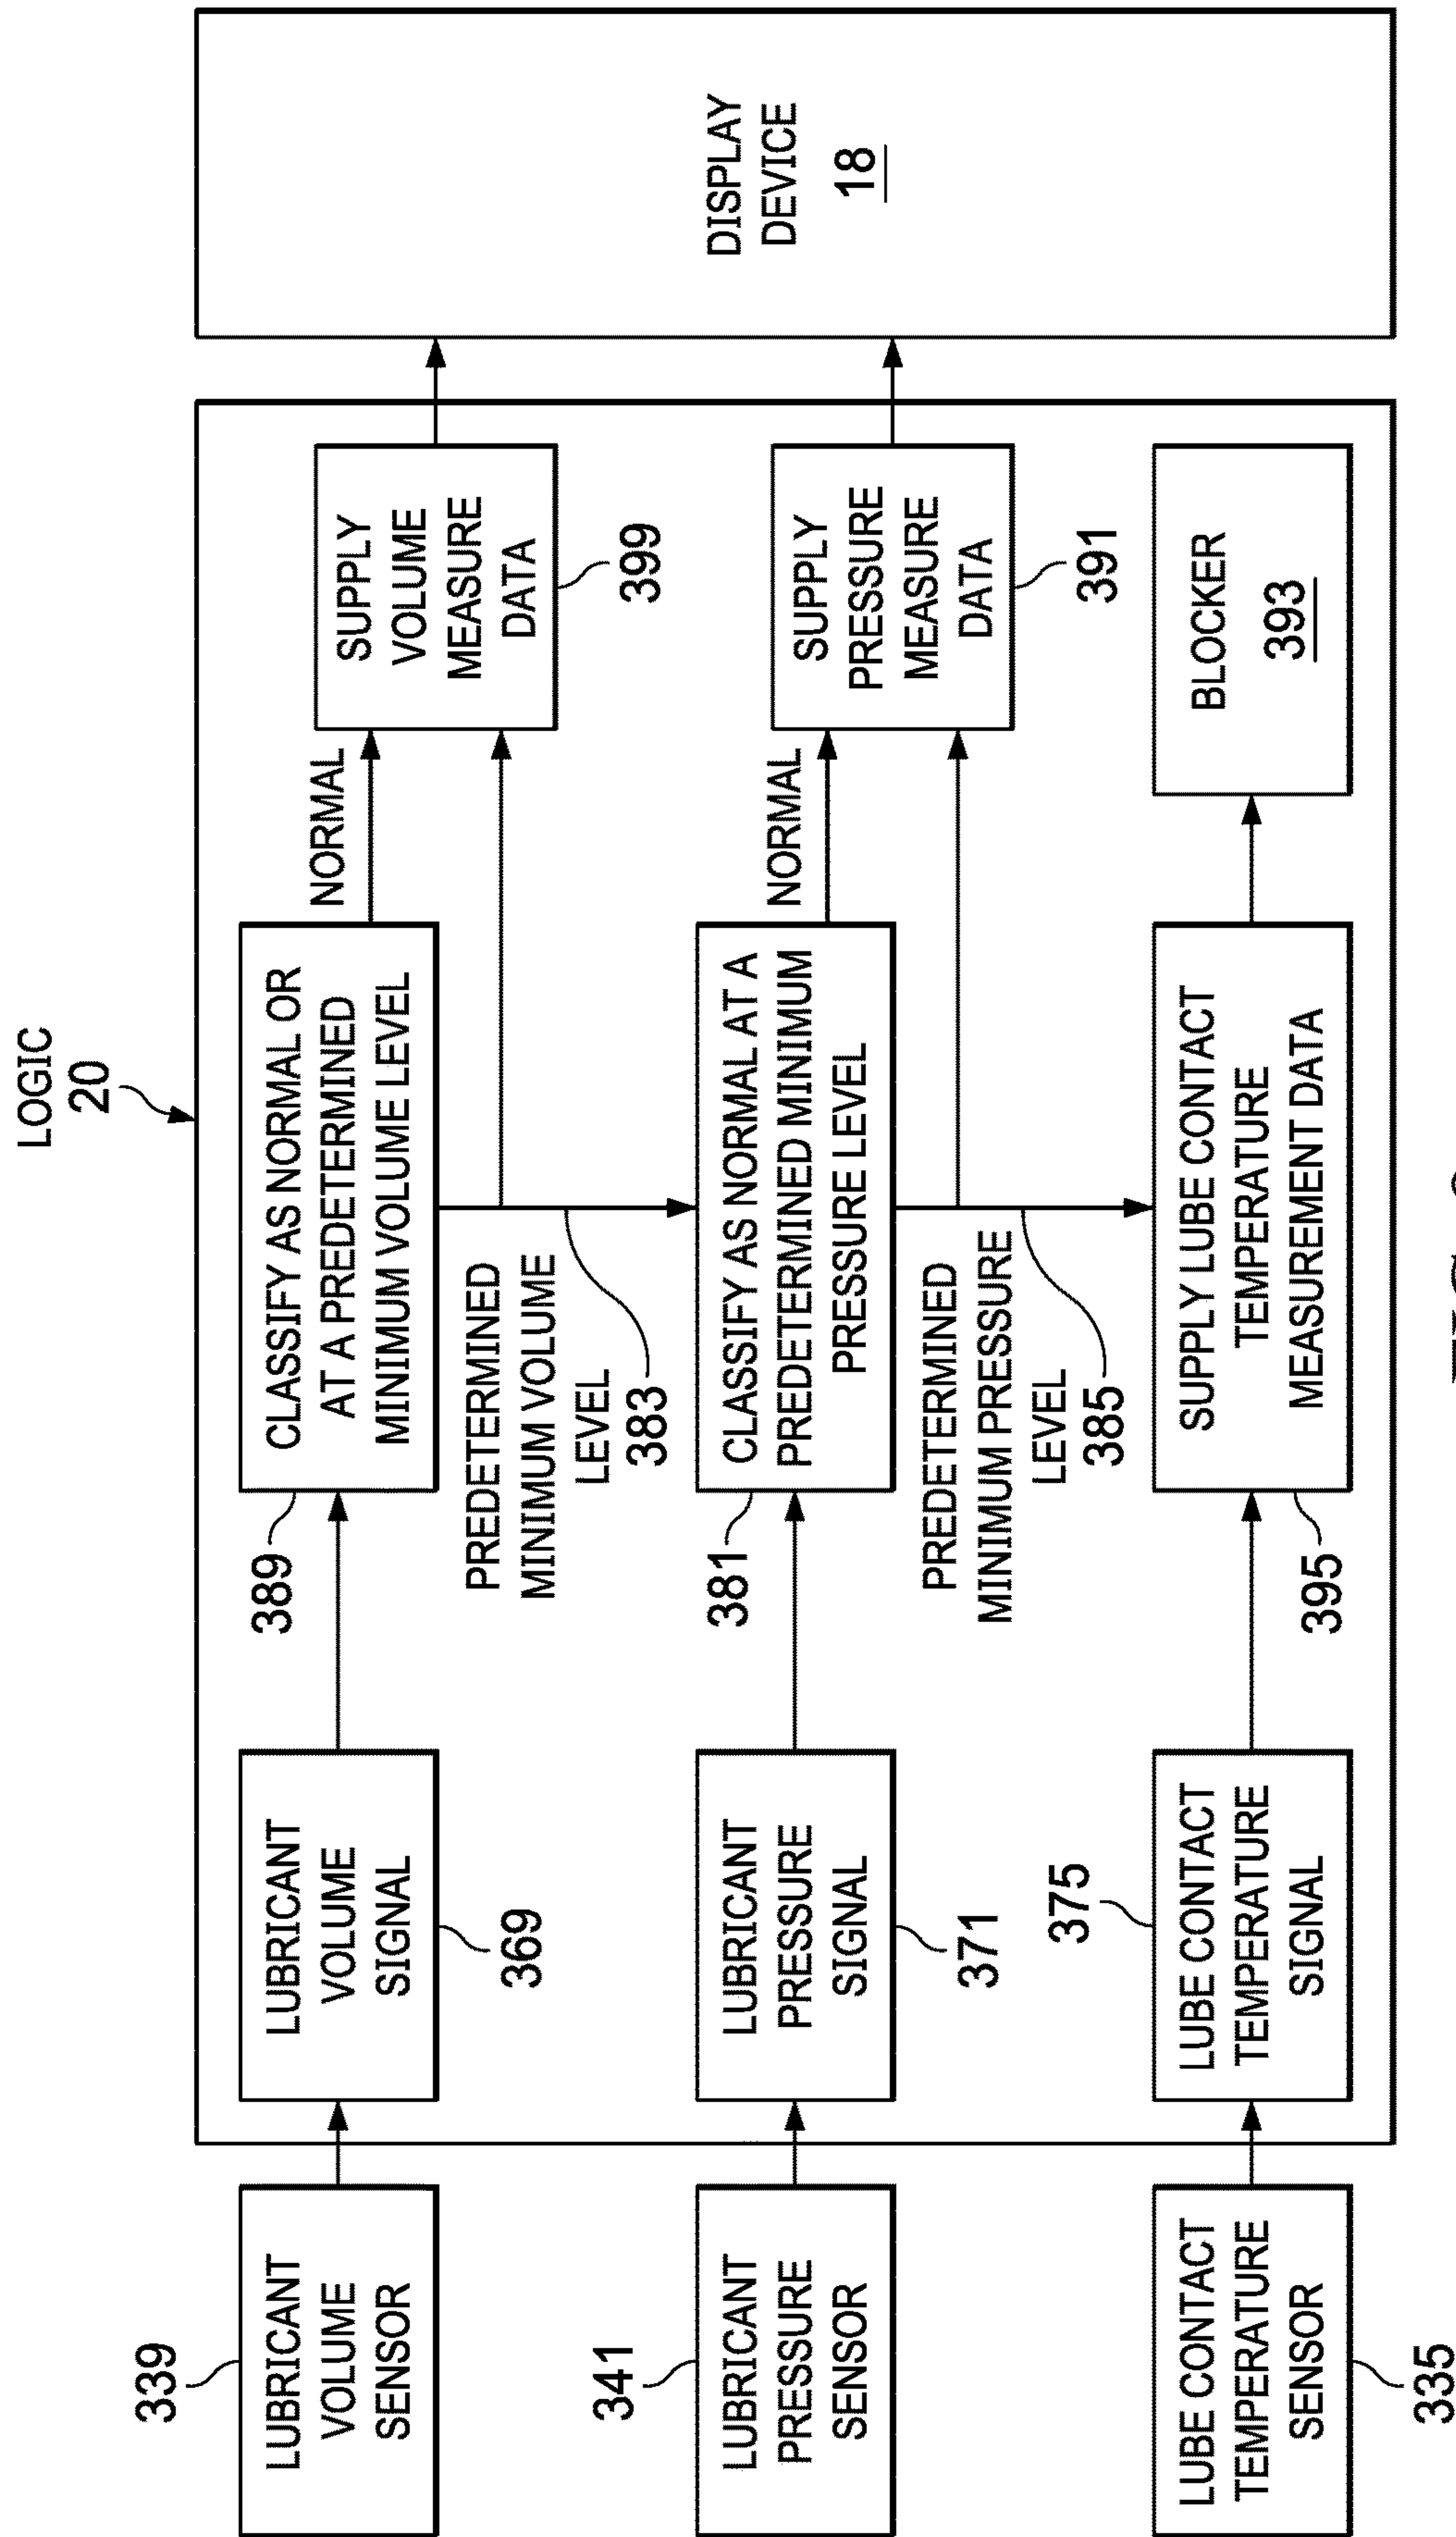 LOGIC
20
339
LUBRICANT
VOLUME
SENSOR
LUBRICANT
VOLUME
SIGNAL
369
389
CLASSIFY AS NORMAL OR
AT A PREDETERMINED
MINIMUM VOLUME LEVEL
NORMAL
SUPPLY
VOLUME
MEASURE
DATA
399
PREDETERMINED
MINIMUM VOLUME
LEVEL
383
341
LUBRICANT
PRESSURE
SENSOR
LUBRICANT
PRESSURE
SIGNAL
371
381
CLASSIFY AS NORMAL AT A
PREDETERMINED MINIMUM
PRESSURE LEVEL
NORMAL
SUPPLY
PRESSURE
MEASURE
DATA
391
PREDETERMINED
MINIMUM PRESSURE
LEVEL
385
LUBE CONTACT
TEMPERATURE
SENSOR
335
375
LUBE CONTACT
TEMPERATURE
SIGNAL
395
SUPPLY LUBE CONTACT
TEMPERATURE
MEASUREMENT DATA
BLOCKER
393
DISPLAY
DEVICE
18